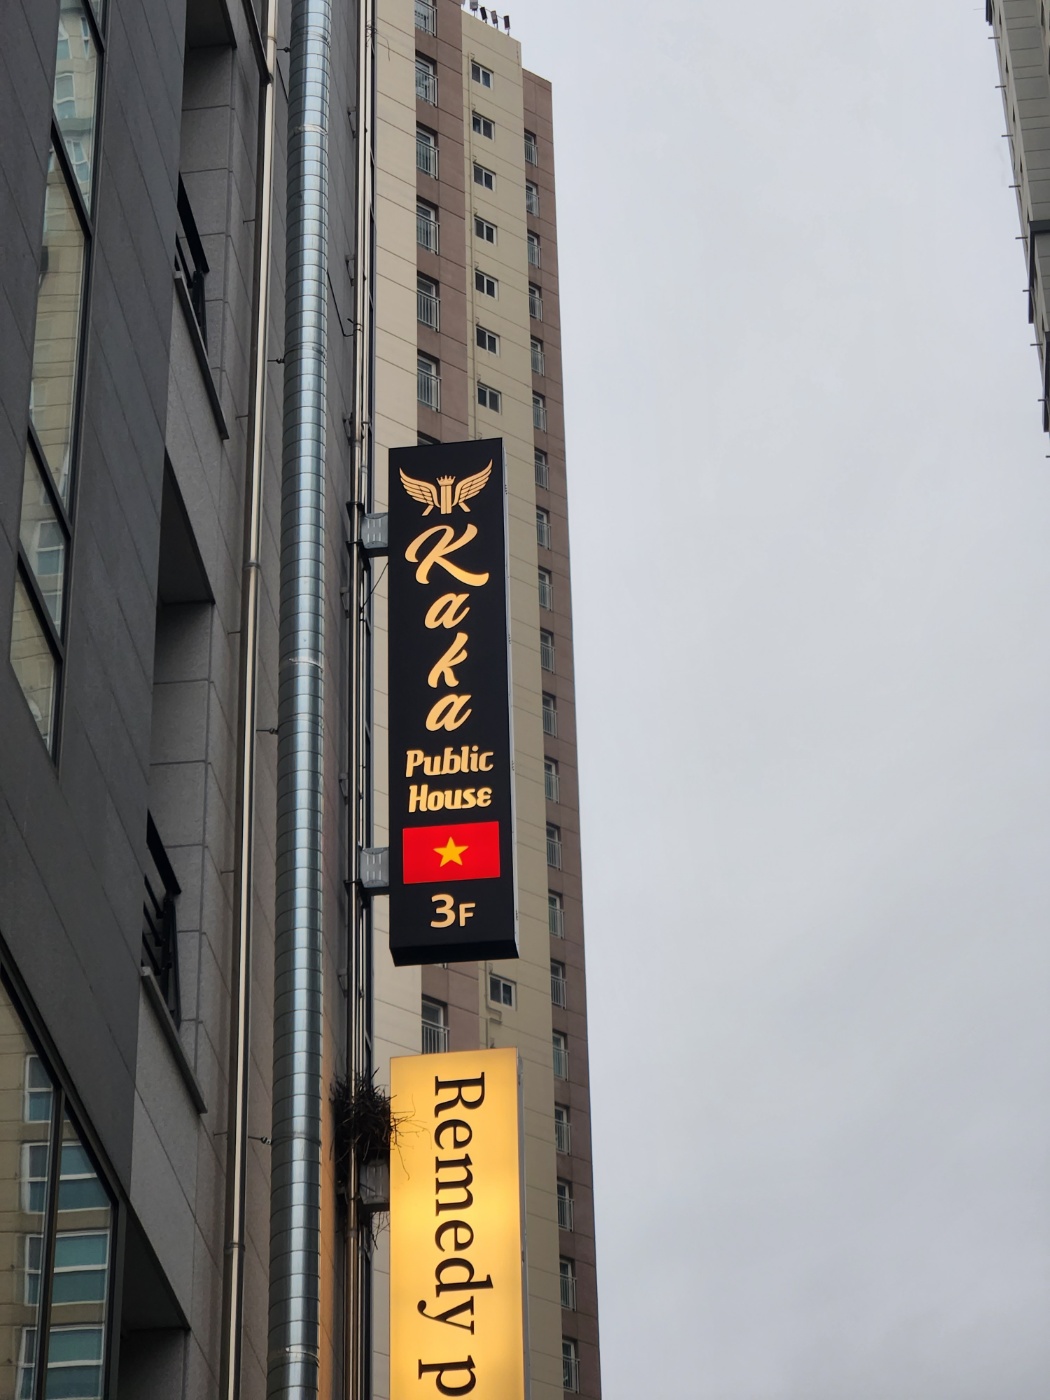 Kaka
Public
House
3F
Remedy p